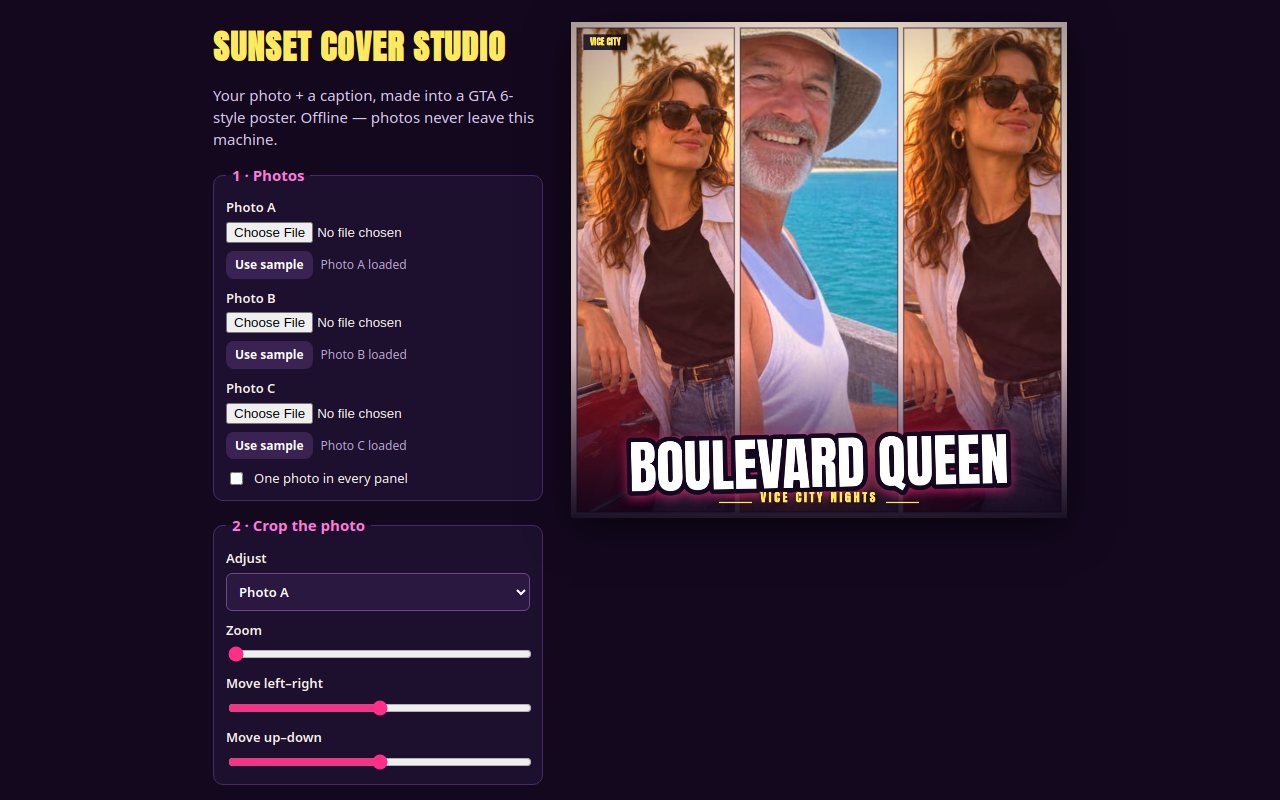 SUNSET COVER STUDIO
Your photo + a caption, made into a GTA 6-
style poster. Offline — photos never leave this
machine.
1 · Photos
Photo A
Choose File No file chosen
Use sample Photo A loaded
Photo B
Choose File No file chosen
Use sample Photo B loaded
Photo C
Choose File No file chosen
Use sample Photo C loaded
One photo in every panel
2 · Crop the photo
Adjust
Photo A
Zoom
Move left–right
Move up–down
VICE CITY
BOULEVARD QUEEN
VICE CITY NIGHTS